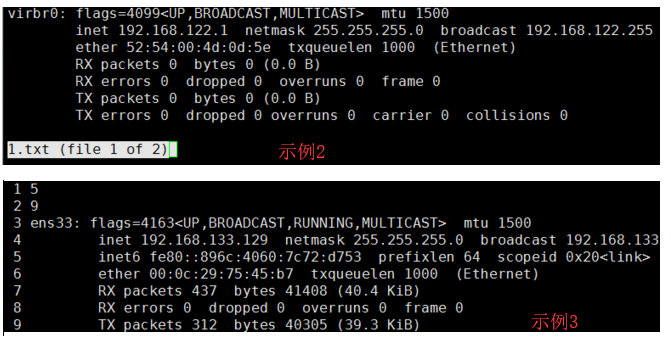 virbr0: flags=4099<UP,BROADCAST,MULTICAST>  mtu 1500
        inet 192.168.122.1  netmask 255.255.255.0  broadcast 192.168.122.255
        ether 52:54:00:4d:0d:5e  txqueuelen 1000  (Ethernet)
        RX packets 0  bytes 0 (0.0 B)
        RX errors 0  dropped 0  overruns 0  frame 0
        TX packets 0  bytes 0 (0.0 B)
        TX errors 0  dropped 0 overruns 0  carrier 0  collisions 0
1.txt (file 1 of 2) 示例2
1 5
2 9
3 ens33: flags=4163<UP,BROADCAST,RUNNING,MULTICAST>  mtu 1500
4         inet 192.168.133.129  netmask 255.255.255.0  broadcast 192.168.133
5         inet6 fe80::896c:4060:7c72:d753  prefixlen 64  scopeid 0x20<link>
6         ether 00:0c:29:75:45:b7  txqueuelen 1000  (Ethernet)
7         RX packets 437  bytes 41408 (40.4 KiB)
8         RX errors 0  dropped 0  overruns 0  frame 0
9         TX packets 312  bytes 40305 (39.3 KiB) 示例3